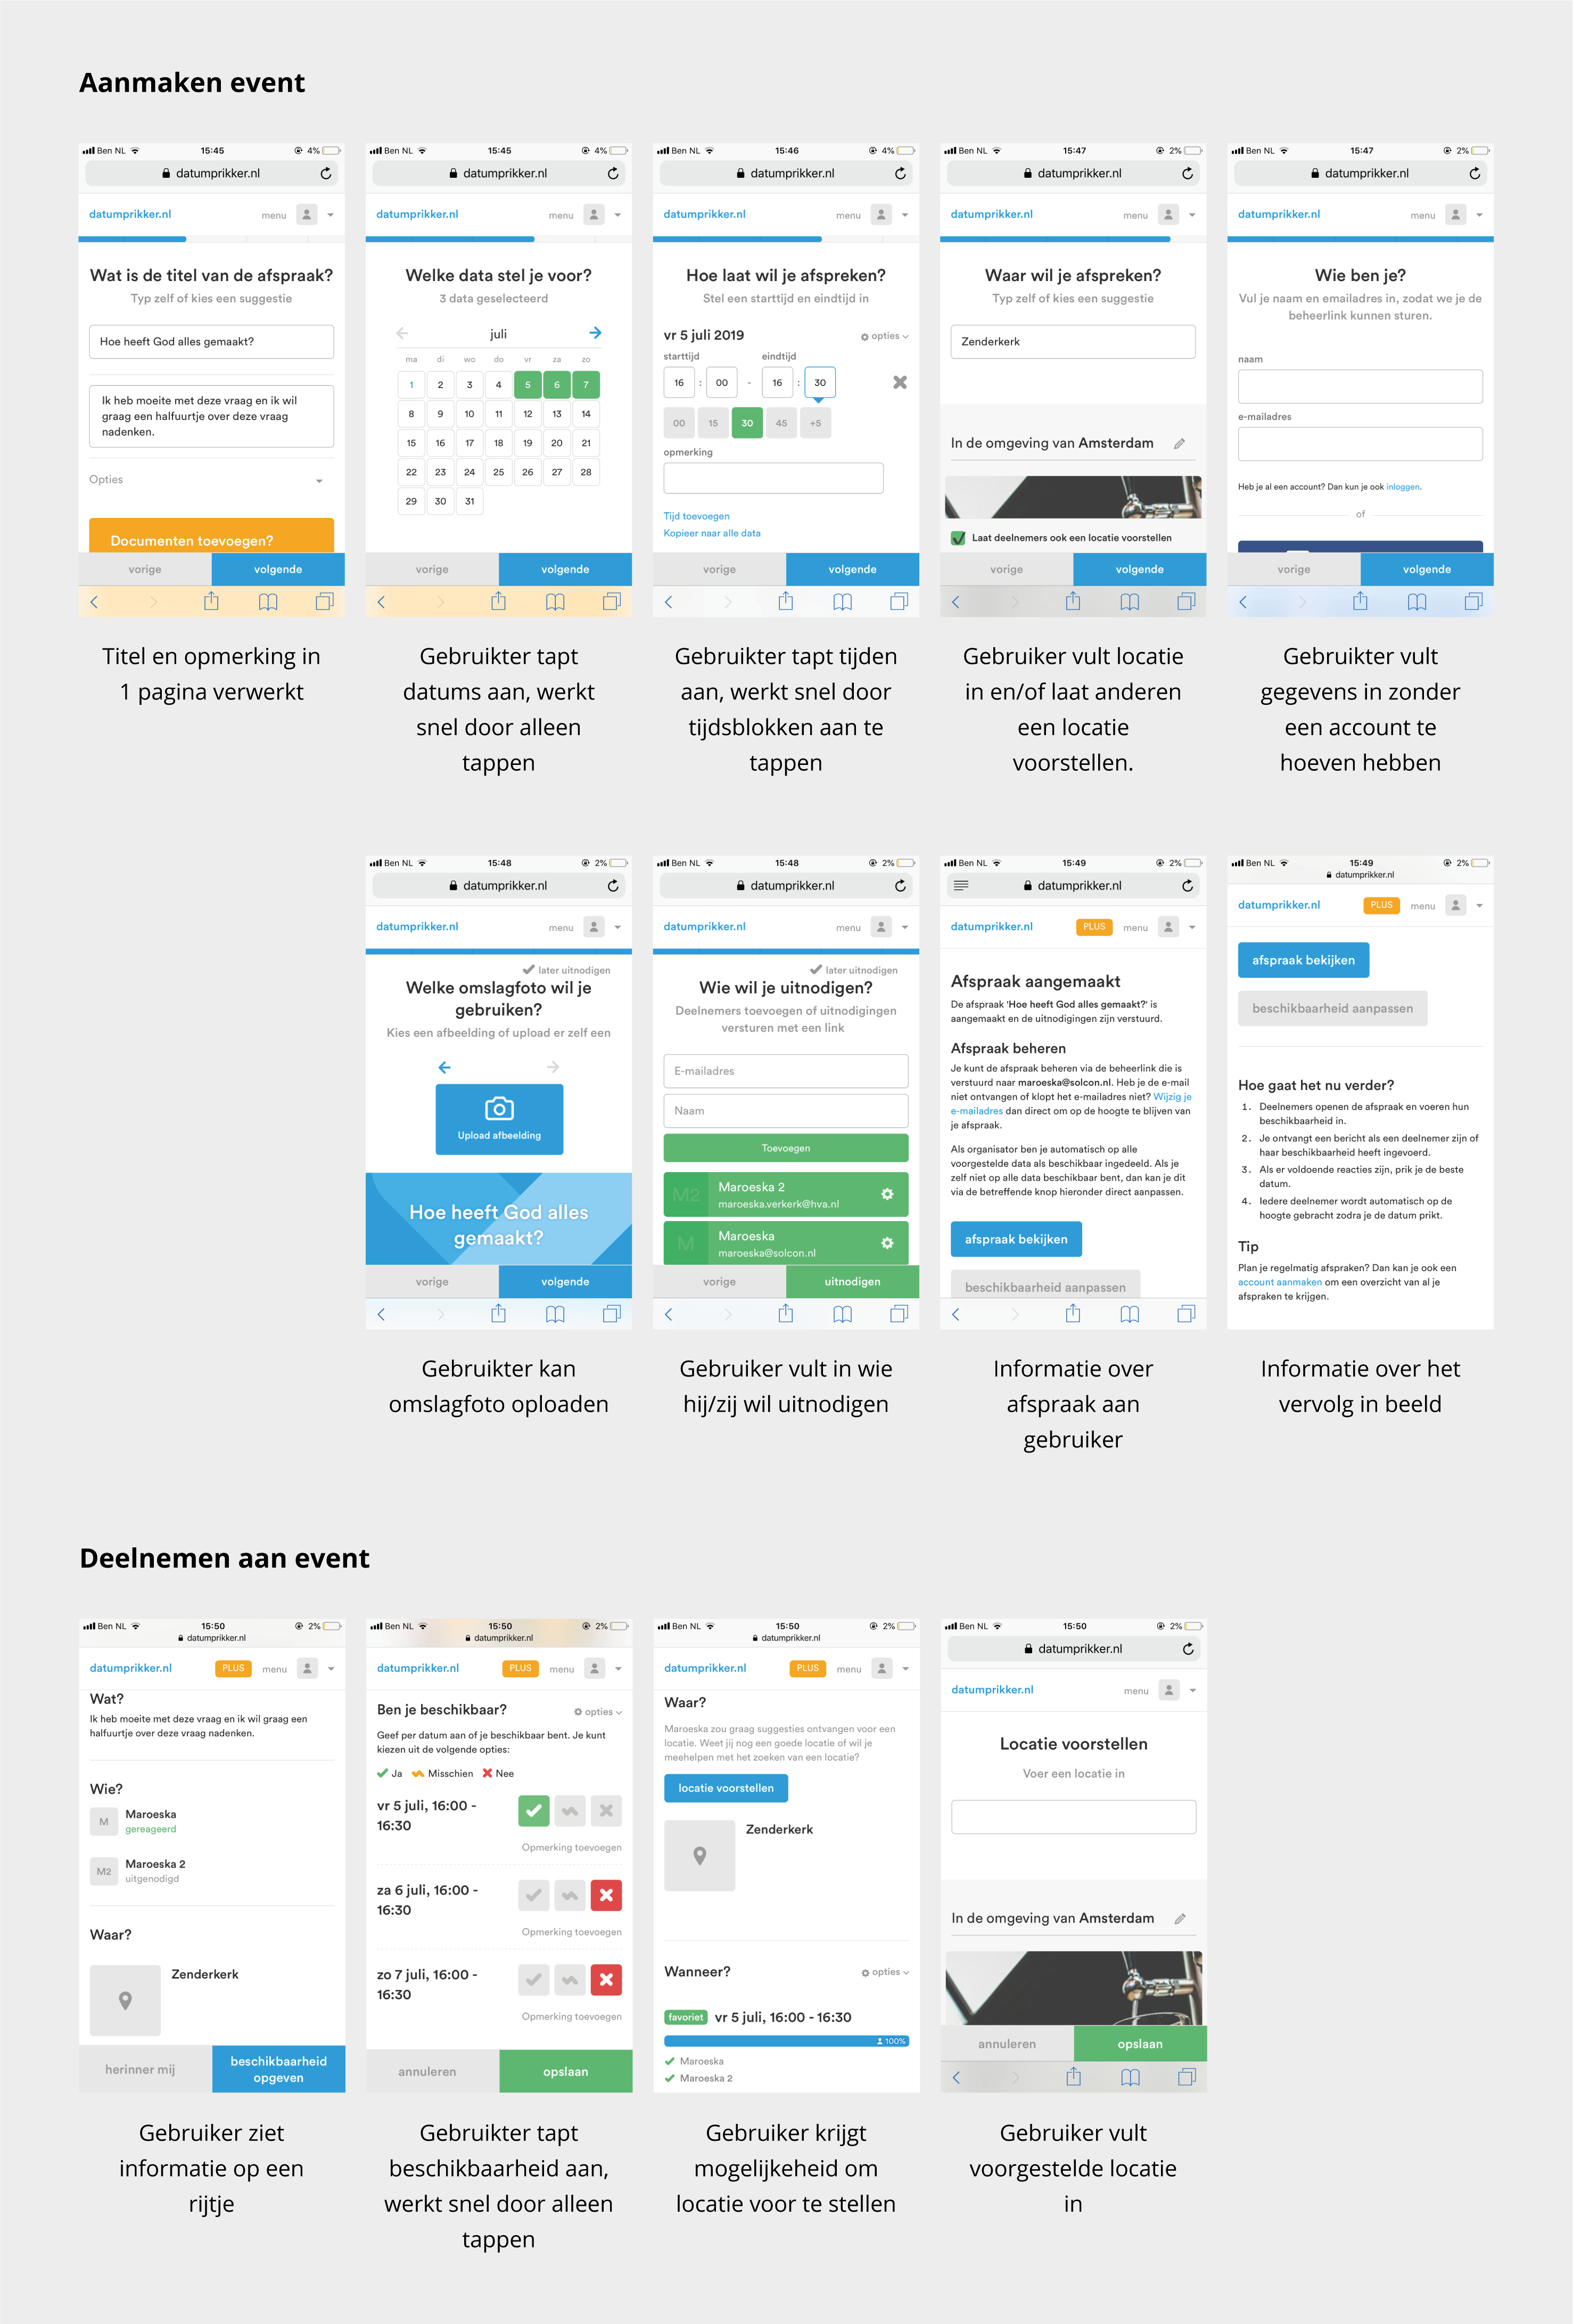 Aanmaken event
Ben NL 15:45 4%
datumprikker.nl
datumprikker.nl menu
Wat is de titel van de afspraak?
Typ zelf of kies een suggestie
Hoe heeft God alles gemaakt?
Ik heb moeite met deze vraag en ik wil
graag een halfuurtje over deze vraag
nadenken.
Opties
Documenten toevoegen?
vorige volgende
Titel en opmerking in
1 pagina verwerkt
Ben NL 15:45 4%
datumprikker.nl
datumprikker.nl menu
Welke data stel je voor?
3 data geselecteerd
juli
ma di wo do vr za zo
1 2 3 4 5 6 7
8 9 10 11 12 13 14
15 16 17 18 19 20 21
22 23 24 25 26 27 28
29 30 31
vorige volgende
Gebruikter tapt
datums aan, werkt
snel door alleen
tappen
Ben NL 15:46 4%
datumprikker.nl
datumprikker.nl menu
Hoe laat wil je afspreken?
Stel een starttijd en eindtijd in
vr 5 juli 2019 opties
starttijd eindtijd
16 : 00 - 16 : 30
00 15 30 45 +5
opmerking
Tijd toevoegen
Kopieer naar alle data
vorige volgende
Gebruikter tapt tijden
aan, werkt snel door
tijdsblokken aan te
tappen
Ben NL 15:47 2%
datumprikker.nl
datumprikker.nl menu
Waar wil je afspreken?
Typ zelf of kies een suggestie
Zenderkerk
In de omgeving van Amsterdam
Laat deelnemers ook een locatie voorstellen
vorige volgende
Gebruiker vult locatie
in en/of laat anderen
een locatie
voorstellen.
Ben NL 15:47 2%
datumprikker.nl
datumprikker.nl menu
Wie ben je?
Vul je naam en emailadres in, zodat we je de
beheerlink kunnen sturen.
naam
e-mailadres
Heb je al een account? Dan kun je ook inloggen.
of
vorige volgende
Gebruikter vult
gegevens in zonder
een account te
hoeven hebben
Ben NL 15:48 2%
datumprikker.nl
datumprikker.nl menu
later uitnodigen
Welke omslagfoto wil je
gebruiken?
Kies een afbeelding of upload er zelf een
Upload afbeelding
Hoe heeft God alles
gemaakt?
vorige volgende
Gebruikter kan
omslagfoto oploaden
Ben NL 15:48 2%
datumprikker.nl
datumprikker.nl menu
later uitnodigen
Wie wil je uitnodigen?
Deelnemers toevoegen of uitnodigingen
versturen met een link
E-mailadres
Naam
Toevoegen
M2 Maroeska 2
maroeska.verkerk@hva.nl
M Maroeska
maroeska@solcon.nl
vorige uitnodigen
Gebruiker vult in wie
hij/zij wil uitnodigen
Ben NL 15:49 2%
datumprikker.nl
datumprikker.nl PLUS menu
Afspraak aangemaakt
De afspraak 'Hoe heeft God alles gemaakt?' is
aangemaakt en de uitnodigingen zijn verstuurd.
Afspraak beheren
Je kunt de afspraak beheren via de beheerlink die is
verstuurd naar maroeska@solcon.nl. Heb je de e-mail
niet ontvangen of klopt het e-mailadres niet? Wijzig je
e-mailadres dan direct om op de hoogte te blijven van
je afspraak.
Als organisator ben je automatisch op alle
voorgestelde data als beschikbaar ingedeeld. Als je
zelf niet op alle data beschikbaar bent, dan kan je dit
via de betreffende knop hieronder direct aanpassen.
afspraak bekijken
beschikbaarheid aanpassen
Informatie over
afspraak aan
gebruiker
Ben NL 15:49 2%
datumprikker.nl
datumprikker.nl PLUS menu
afspraak bekijken
beschikbaarheid aanpassen
Hoe gaat het nu verder?
1. Deelnemers openen de afspraak en voeren hun
beschikbaarheid in.
2. Je ontvangt een bericht als een deelnemer zijn of
haar beschikbaarheid heeft ingevoerd.
3. Als er voldoende reacties zijn, prik je de beste
datum.
4. Iedere deelnemer wordt automatisch op de
hoogte gebracht zodra je de datum prikt.
Tip
Plan je regelmatig afspraken? Dan kan je ook een
account aanmaken om een overzicht van al je
afspraken te krijgen.
Informatie over het
vervolg in beeld
Deelnemen aan event
Ben NL 15:50 2%
datumprikker.nl
datumprikker.nl PLUS menu
Wat?
Ik heb moeite met deze vraag en ik wil graag een
halfuurtje over deze vraag nadenken.
Wie?
M Maroeska
gereageerd
M2 Maroeska 2
uitgenodigd
Waar?
Zenderkerk
herinner mij beschikbaarheid
opgeven
Gebruiker ziet
informatie op een
rijtje
Ben NL 15:50 2%
datumprikker.nl
datumprikker.nl PLUS menu
Ben je beschikbaar? opties
Geef per datum aan of je beschikbaar bent. Je kunt
kiezen uit de volgende opties:
Ja Misschien Nee
vr 5 juli, 16:00 -
16:30
Opmerking toevoegen
za 6 juli, 16:00 -
16:30
Opmerking toevoegen
zo 7 juli, 16:00 -
16:30
Opmerking toevoegen
annuleren opslaan
Gebruikter tapt
beschikbaarheid aan,
werkt snel door alleen
tappen
Ben NL 15:50 2%
datumprikker.nl
datumprikker.nl PLUS menu
Waar?
Maroeska zou graag suggesties ontvangen voor een
locatie. Weet jij nog een goede locatie of wil je
meehelpen met het zoeken van een locatie?
locatie voorstellen
Zenderkerk
Wanneer? opties
favoriet vr 5 juli, 16:00 - 16:30
100%
Maroeska
Maroeska 2
Gebruiker krijgt
mogelijkeheid om
locatie voor te stellen
Ben NL 15:50 2%
datumprikker.nl
datumprikker.nl menu
Locatie voorstellen
Voer een locatie in
In de omgeving van Amsterdam
annuleren opslaan
Gebruiker vult
voorgestelde locatie
in